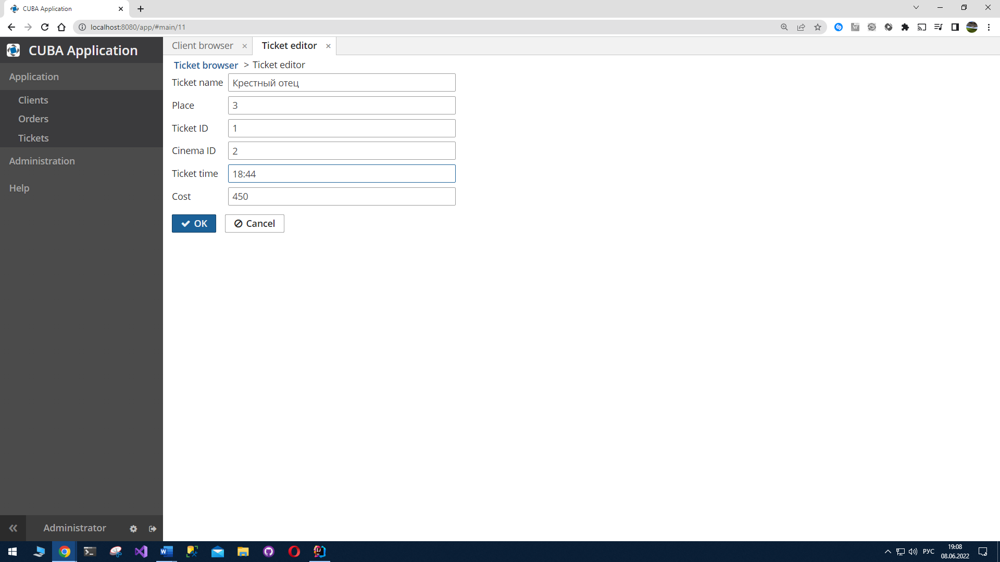 CUBA Application
localhost:8080/app/#main/11
CUBA Application
Client browser
Ticket editor
Application
Clients
Orders
Tickets
Administration
Help
Ticket browser > Ticket editor
Ticket name Крестный отец
Place 3
Ticket ID 1
Cinema ID 2
Ticket time 18:44
Cost 450
OK Cancel
Administrator
РУС
19:08
08.06.2022